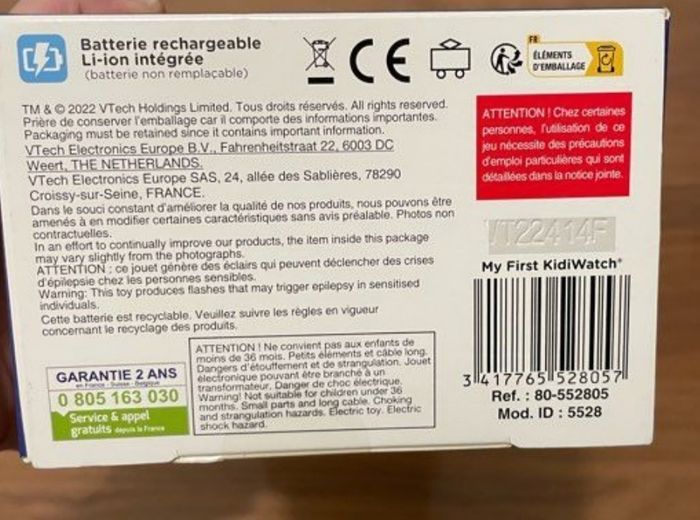 Batterie rechargeable
Li-ion intégrée
(batterie non remplaçable)
CE
FR
ÉLÉMENTS
D'EMBALLAGE
TM & © 2022 VTech Holdings Limited. Tous droits réservés. All rights reserved.
Prière de conserver l'emballage car il comporte des informations importantes.
Packaging must be retained since it contains important information.
VTech Electronics Europe B.V., Fahrenheitstraat 22, 6003 DC
Weert, THE NETHERLANDS.
VTech Electronics Europe SAS, 24, allée des Sablières, 78290
Croissy-sur-Seine, FRANCE.
Dans le souci constant d'améliorer la qualité de nos produits, nous pouvons être
amenés à en modifier certaines caractéristiques sans avis préalable. Photos non
contractuelles.
In an effort to continually improve our products, the item inside this package
may vary slightly from the photographs.
ATTENTION : ce jouet génère des éclairs qui peuvent déclencher des crises
d'épilepsie chez les personnes sensibles.
Warning: This toy produces flashes that may trigger epilepsy in sensitised
individuals.
Cette batterie est recyclable. Veuillez suivre les règles en vigueur
concernant le recyclage des produits.
ATTENTION ! Chez certaines
personnes, l'utilisation de ce
jeu nécessite des précautions
d'emploi particulières qui sont
détaillées dans la notice jointe.
VT22414F
My First KidiWatch®
3 417765 528057
Ref. : 80-552805
Mod. ID : 5528
GARANTIE 2 ANS
en France - Suisse - Belgique
0 805 163 030
Service & appel
gratuits depuis la France
ATTENTION ! Ne convient pas aux enfants de
moins de 36 mois. Petits éléments et câble long.
Dangers d'étouffement et de strangulation. Jouet
électronique pouvant être branché à un
transformateur. Danger de choc électrique.
Warning! Not suitable for children under 36
months. Small parts and long cable. Choking
and strangulation hazards. Electric toy. Electric
shock hazard.